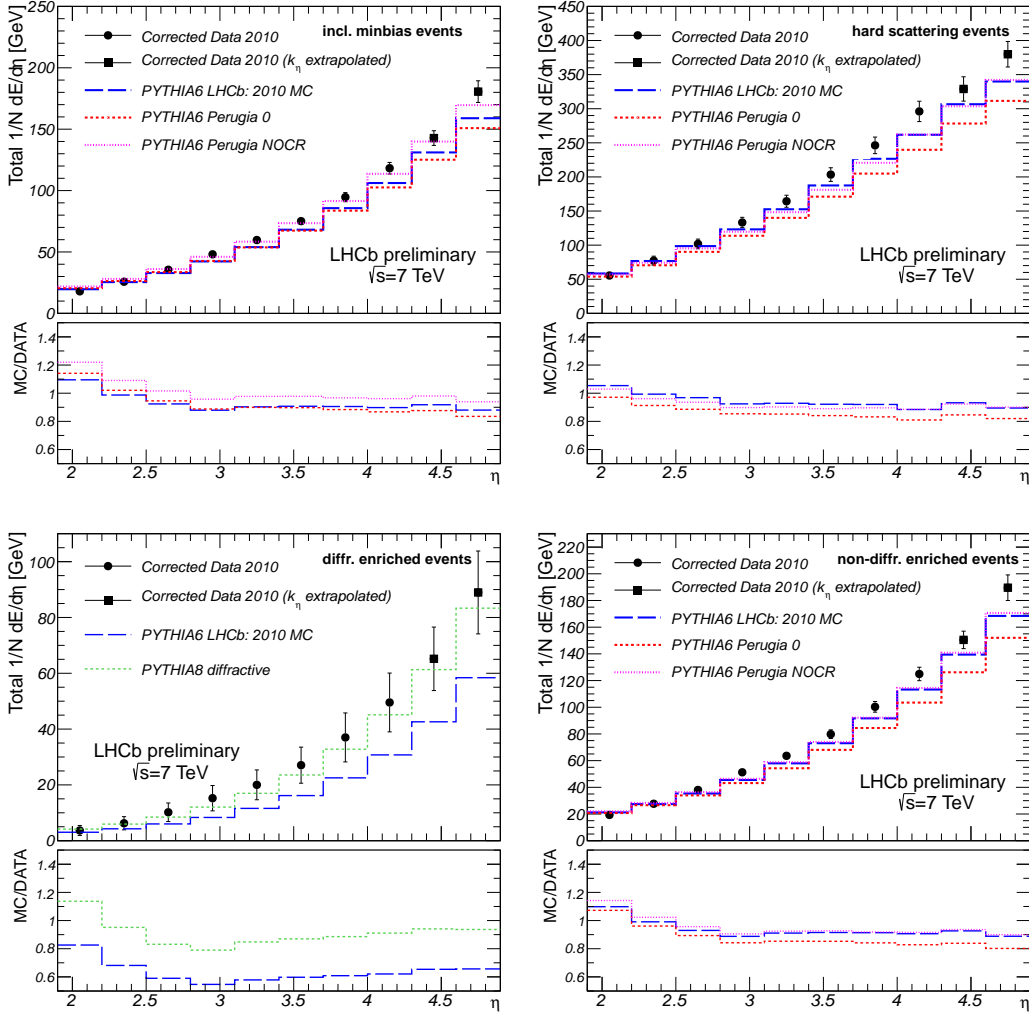 Total 1/N dE/dη [GeV]
250
200
150
100
50
0
incl. minbias events
Corrected Data 2010
Corrected Data 2010 (kη extrapolated)
PYTHIA6 LHCb: 2010 MC
PYTHIA6 Perugia 0
PYTHIA6 Perugia NOCR
LHCb preliminary
√s=7 TeV
MC/DATA
1.4
1.2
1
0.8
0.6
2 2.5 3 3.5 4 4.5 η
Total 1/N dE/dη [GeV]
450
400
350
300
250
200
150
100
50
0
hard scattering events
Corrected Data 2010
Corrected Data 2010 (kη extrapolated)
PYTHIA6 LHCb: 2010 MC
PYTHIA6 Perugia 0
PYTHIA6 Perugia NOCR
LHCb preliminary
√s=7 TeV
MC/DATA
1.4
1.2
1
0.8
0.6
2 2.5 3 3.5 4 4.5 η
Total 1/N dE/dη [GeV]
100
80
60
40
20
0
diffr. enriched events
Corrected Data 2010
Corrected Data 2010 (kη extrapolated)
PYTHIA6 LHCb: 2010 MC
PYTHIA8 diffractive
LHCb preliminary
√s=7 TeV
MC/DATA
1.4
1.2
1
0.8
0.6
2 2.5 3 3.5 4 4.5 η
Total 1/N dE/dη [GeV]
220
200
180
160
140
120
100
80
60
40
20
0
non-diffr. enriched events
Corrected Data 2010
Corrected Data 2010 (kη extrapolated)
PYTHIA6 LHCb: 2010 MC
PYTHIA6 Perugia 0
PYTHIA6 Perugia NOCR
LHCb preliminary
√s=7 TeV
MC/DATA
1.4
1.2
1
0.8
0.6
2 2.5 3 3.5 4 4.5 η